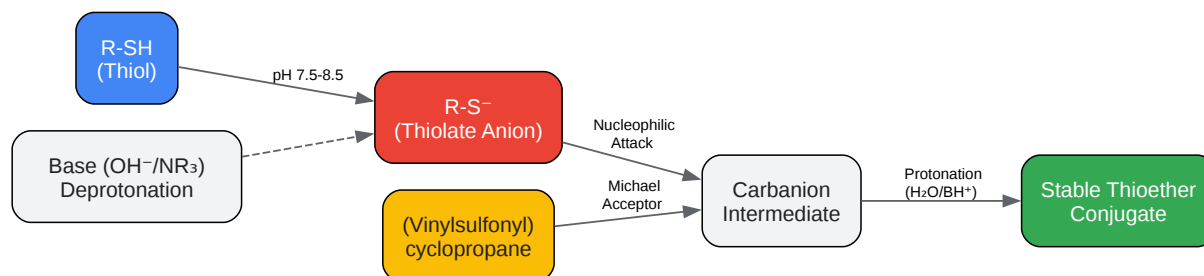 R-SH
(Thiol)
pH 7.5-8.5
Base (OH⁻/NR₃)
Deprotonation
R-S⁻
(Thiolate Anion)
(Vinylsulfonyl)
cyclopropane
Nucleophilic
Attack
Michael
Acceptor
Carbanion
Intermediate
Protonation
(H₂O/BH⁺)
Stable Thioether
Conjugate